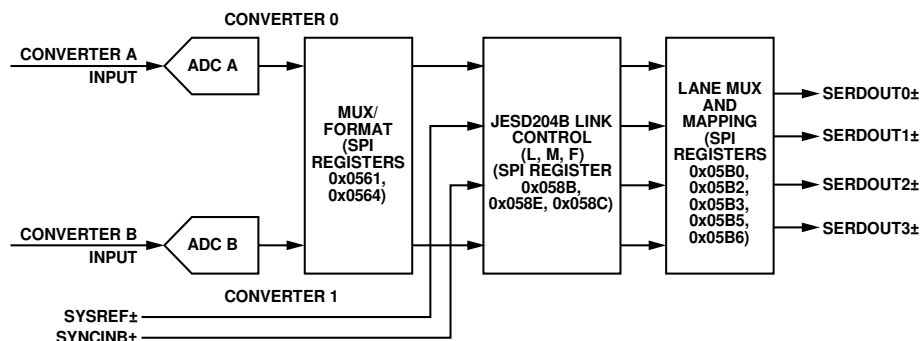 CONVERTER 0
CONVERTER A
INPUT
ADC A
MUX/
FORMAT
(SPI
REGISTERS
0x0561,
0x0564)
JESD204B LINK
CONTROL
(L, M, F)
(SPI REGISTER
0x058B,
0x058E, 0x058C)
LANE MUX
AND
MAPPING
(SPI
REGISTERS
0x05B0,
0x05B2,
0x05B3,
0x05B5,
0x05B6)
SERDOUT0±
SERDOUT1±
SERDOUT2±
SERDOUT3±
CONVERTER B
INPUT
ADC B
CONVERTER 1
SYSREF±
SYNCINB±